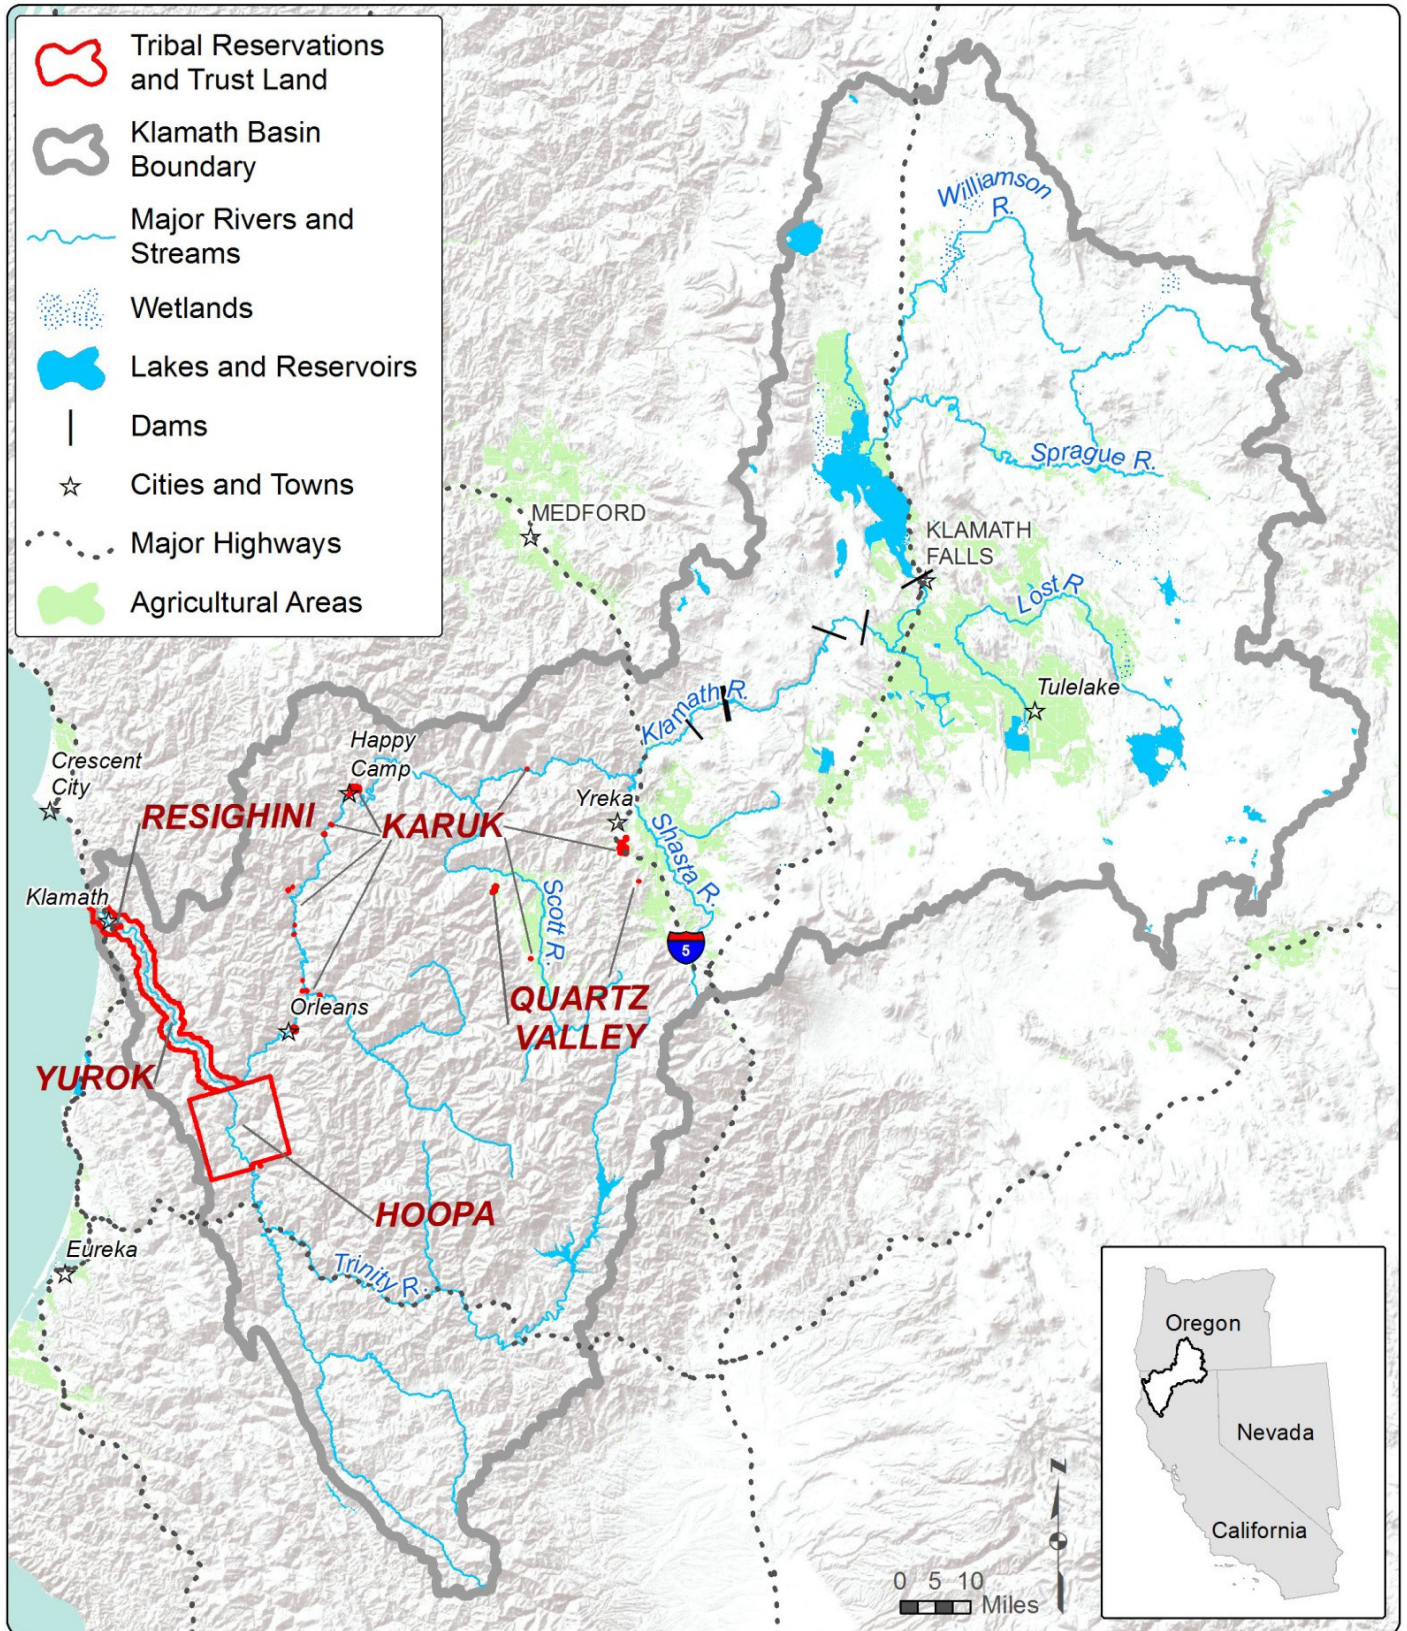 Tribal Reservations
and Trust Land
Klamath Basin
Boundary
Major Rivers and
Streams
Wetlands
Lakes and Reservoirs
Dams
Cities and Towns
Major Highways
Agricultural Areas
Williamson
R.
Sprague R.
MEDFORD
KLAMATH
FALLS
Lost R
Tulelake
Klamath R.
Happy
Camp
Crescent
City
RESIGHINI
KARUK
Yreka
Shasta R.
Klamath
Scott R.
5
Orleans
QUARTZ
VALLEY
YUROK
HOOPA
Eureka
Trinity R.
Oregon
Nevada
California
N
0 5 10
Miles